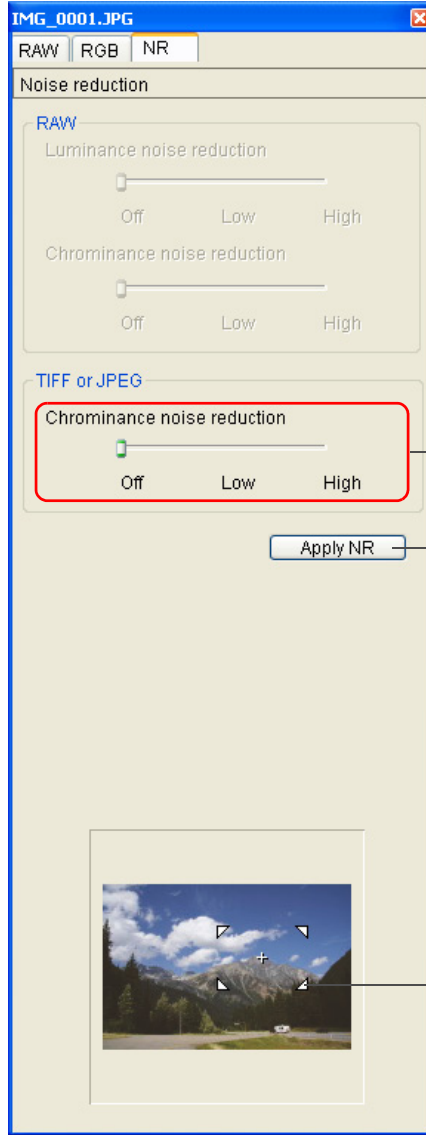 IMG_0001.JPG
RAW RGB NR
Noise reduction
RAW
Luminance noise reduction
Off Low High
Chrominance noise reduction
Off Low High
TIFF or JPEG
Chrominance noise reduction
Off Low High
Apply NR